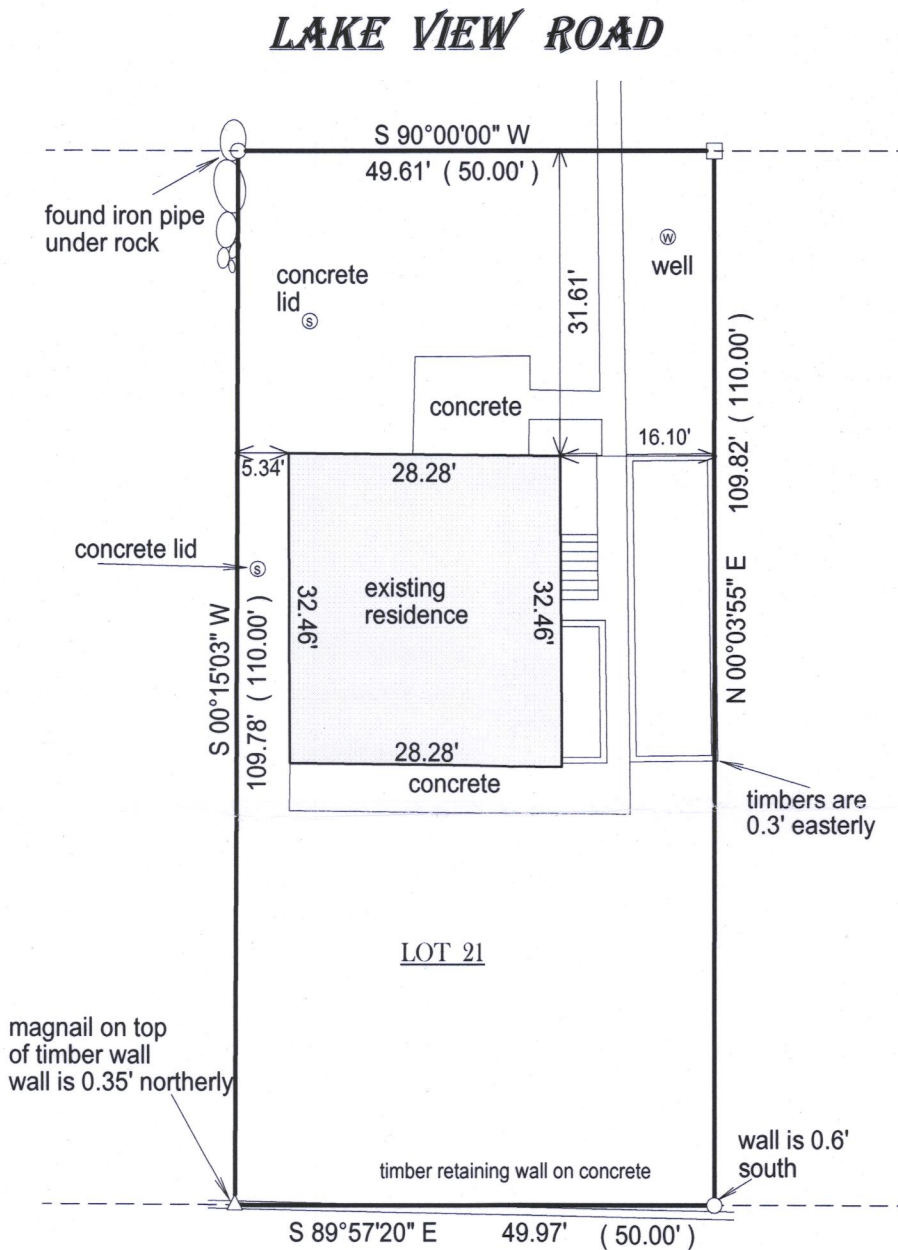 LAKE VIEW ROAD
S 90°00'00" W
49.61' ( 50.00' )
found iron pipe
under rock
W
well
concrete
lid
S
31.61'
109.82' ( 110.00' )
N 00°03'55" E
concrete
16.10'
5.34'
28.28'
concrete lid
S
existing
residence
32.46'
32.46'
S 00°15'03" W
109.78' ( 110.00' )
28.28'
concrete
timbers are
0.3' easterly
LOT 21
magnail on top
of timber wall
wall is 0.35' northerly
wall is 0.6'
south
timber retaining wall on concrete
S 89°57'20" E 49.97' ( 50.00' )